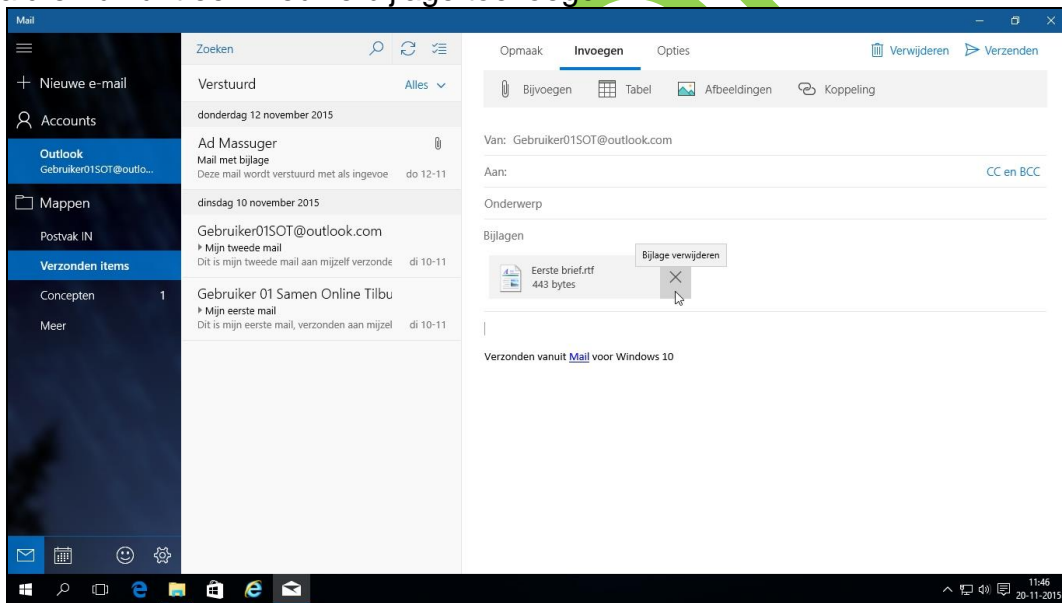 Mail
Nieuwe e-mail
Accounts
Outlook
Gebruiker01SOT@outlo...
Mappen
Postvak IN
Verzonden items
Concepten 1
Meer
Zoeken
Verstuurd Alles
donderdag 12 november 2015
Ad Massuger
Mail met bijlage
Deze mail wordt verstuurd met als ingevoe do 12-11
dinsdag 10 november 2015
Gebruiker01SOT@outlook.com
Mijn tweede mail
Dit is mijn tweede mail aan mijzelf verzonde di 10-11
Gebruiker 01 Samen Online Tilbu
Mijn eerste mail
Dit is mijn eerste mail, verzonden aan mijzel di 10-11
Opmaak Invoegen Opties Verwijderen Verzenden
Bijvoegen Tabel Afbeeldingen Koppeling
Van: Gebruiker01SOT@outlook.com
Aan: CC en BCC
Onderwerp
Bijlagen
Bijlage verwijderen
Eerste brief.rtf
443 bytes
Verzonden vanuit Mail voor Windows 10
11:46
20-11-2015